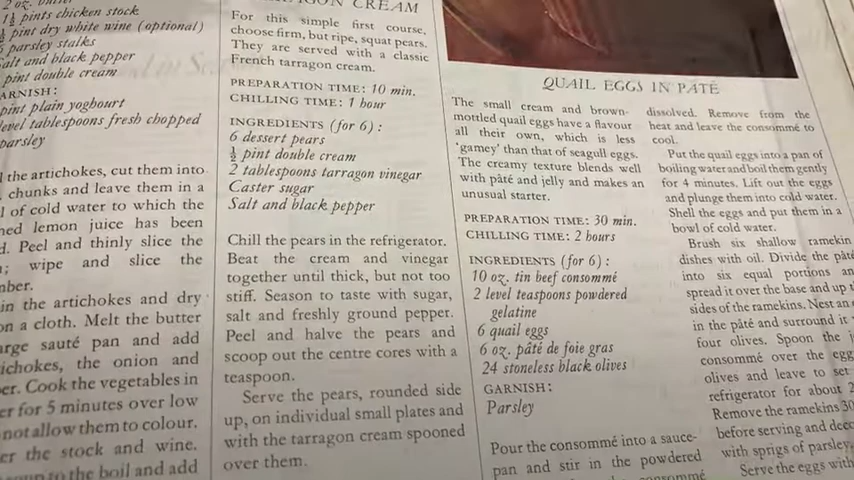 1½ pints chicken stock
pint dry white wine (optional)
parsley stalks
salt and black pepper
pint double cream
ARNISH:
pint plain yoghourt
level tablespoons fresh chopped
parsley
l the artichokes, cut them into
chunks and leave them in a
l of cold water to which the
lemon juice has been
d. Peel and thinly slice the
wipe and slice the
in the artichokes and dry
on a cloth. Melt the butter
arge sauté pan and add
tichokes, the onion and
er. Cook the vegetables in
er for 5 minutes over low
not allow them to colour.
er the stock and wine.
to the boil and add
CREAM
For this simple first course,
choose firm, but ripe, squat pears.
They are served with a classic
French tarragon cream.
PREPARATION TIME: 10 min.
CHILLING TIME: 1 hour
INGREDIENTS (for 6):
6 dessert pears
½ pint double cream
2 tablespoons tarragon vinegar
Caster sugar
Salt and black pepper
Chill the pears in the refrigerator.
Beat the cream and vinegar
together until thick, but not too
stiff. Season to taste with sugar,
salt and freshly ground pepper.
Peel and halve the pears and
scoop out the centre cores with a
teaspoon.
Serve the pears, rounded side
up, on individual small plates and
with the tarragon cream spooned
over them.
QUAIL EGGS IN PATÉ
The small cream and brown-
mottled quail eggs have a flavour
all their own, which is less
'gamey' than that of seagull eggs.
The creamy texture blends well
with pâté and jelly and makes an
unusual starter.
PREPARATION TIME: 30 min.
CHILLING TIME: 2 hours
INGREDIENTS (for 6):
10 oz. tin beef consommé
2 level teaspoons powdered
gelatine
6 quail eggs
6 oz. pâté de foie gras
24 stoneless black olives
GARNISH:
Parsley
Pour the consommé into a sauce-
pan and stir in the powdered
consommé
dissolved. Remove from the
heat and leave the consommé to
cool.
Put the quail eggs into a pan of
boiling water and boil them gently
for 4 minutes. Lift out the eggs
and plunge them into cold water.
Shell the eggs and put them in a
bowl of cold water.
Brush six shallow ramekin
dishes with oil. Divide the pâté
into six equal portions an
spread it over the base and up t
sides of the ramekins. Nest an
in the pâté and surround it
four olives. Spoon the j
consommé over the egg
olives and leave to set
refrigerator for about 2
Remove the ramekins 30
before serving and deco
with sprigs of parsley.
Serve the eggs with